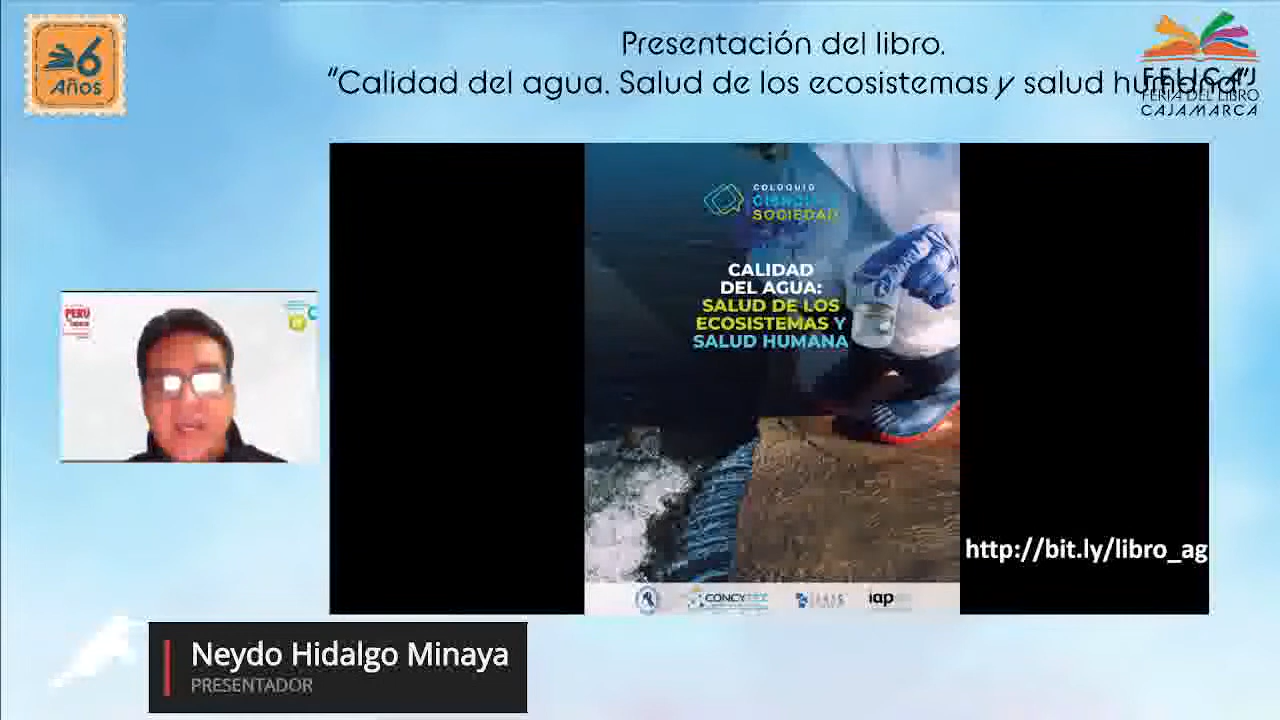 6
Años
Presentación del libro.
"Calidad del agua. Salud de los ecosistemas y salud humana"
FELICAJ
FERIA DEL LIBRO
CAJAMARCA
COLOQUIO
CIENCIA
SOCIEDAD
CALIDAD
DEL AGUA:
SALUD DE LOS
ECOSISTEMAS Y
SALUD HUMANA
PERÚ
http://bit.ly/libro_ag
CONCYTEC
iap
Neydo Hidalgo Minaya
PRESENTADOR